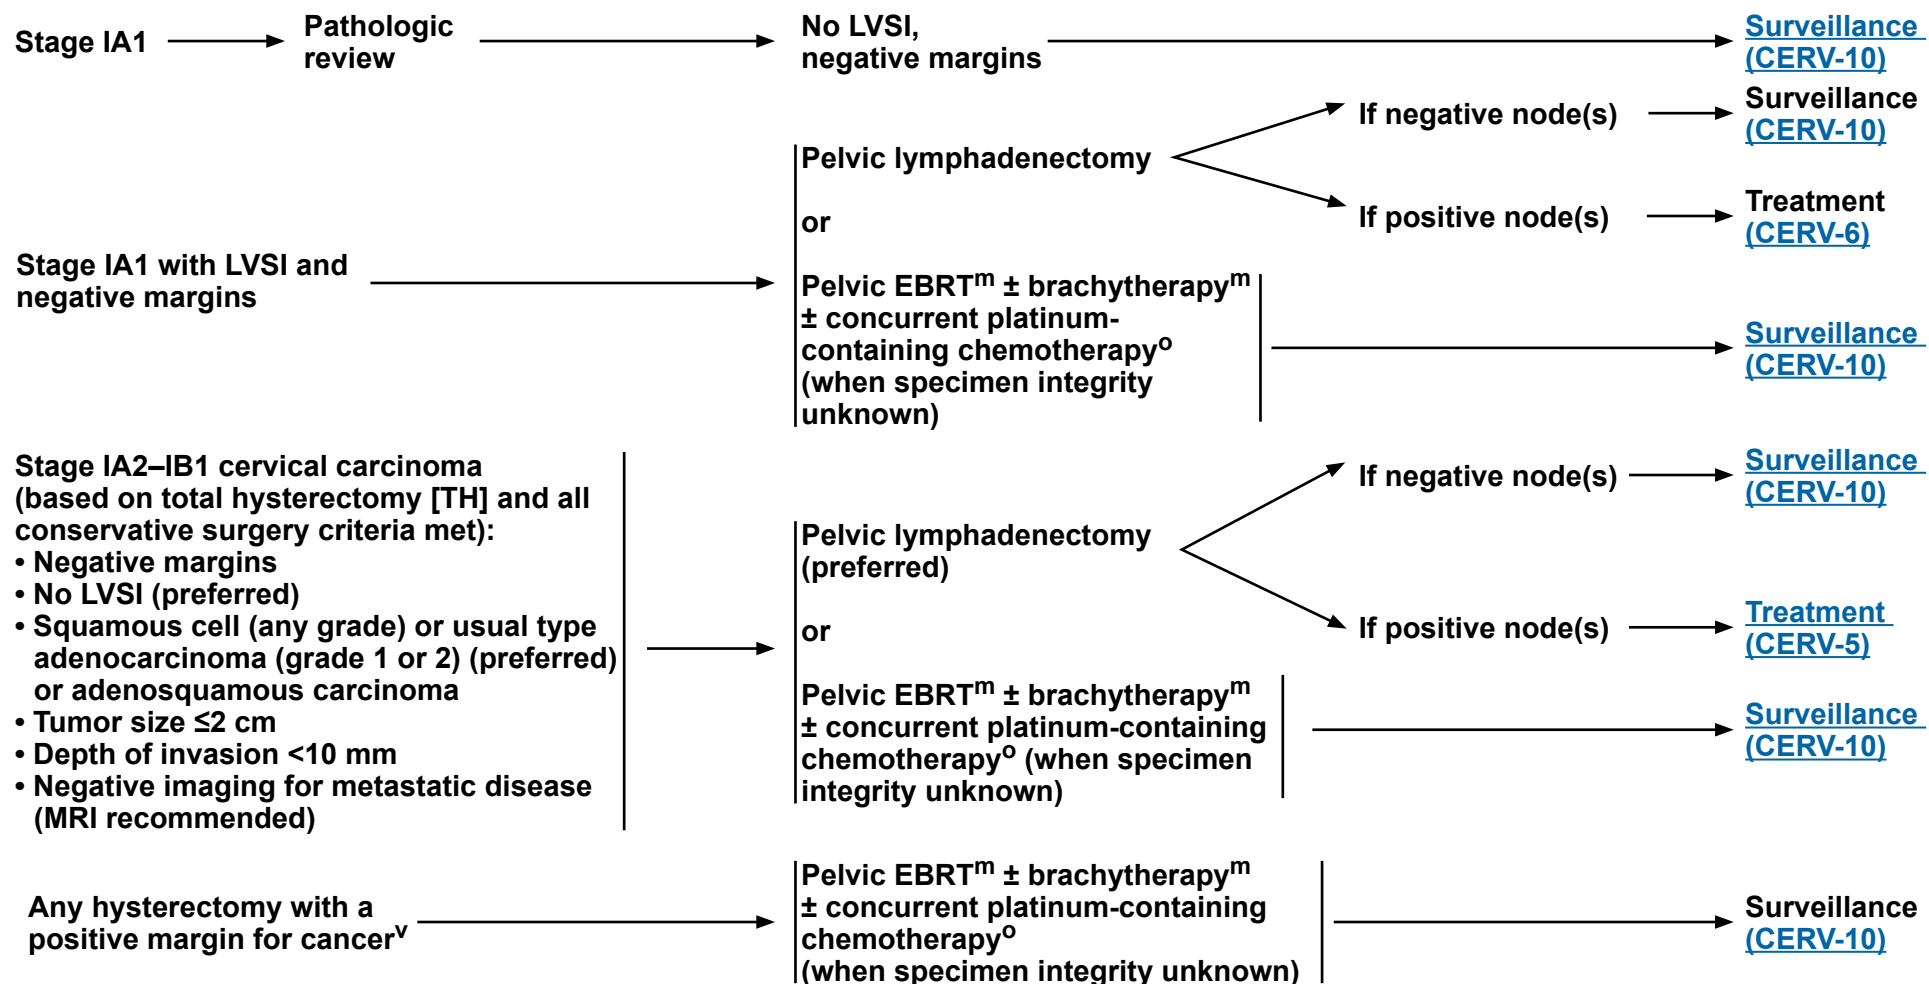 Stage IA1
Pathologic
review
No LVSI,
negative margins
Surveillance
(CERV-10)
Stage IA1 with LVSI and
negative margins
Pelvic lymphadenectomy
or
Pelvic EBRTᵐ ± brachytherapyᵐ
± concurrent platinum-
containing chemotherapyᵒ
(when specimen integrity
unknown)
If negative node(s)
Surveillance
(CERV-10)
If positive node(s)
Treatment
(CERV-6)
Surveillance
(CERV-10)
Stage IA2–IB1 cervical carcinoma
(based on total hysterectomy [TH] and all
conservative surgery criteria met):
• Negative margins
• No LVSI (preferred)
• Squamous cell (any grade) or usual type
adenocarcinoma (grade 1 or 2) (preferred)
or adenosquamous carcinoma
• Tumor size ≤2 cm
• Depth of invasion <10 mm
• Negative imaging for metastatic disease
(MRI recommended)
Pelvic lymphadenectomy
(preferred)
or
Pelvic EBRTᵐ ± brachytherapyᵐ
± concurrent platinum-containing
chemotherapyᵒ (when specimen
integrity unknown)
If negative node(s)
Surveillance
(CERV-10)
If positive node(s)
Treatment
(CERV-5)
Surveillance
(CERV-10)
Any hysterectomy with a
positive margin for cancerᵛ
Pelvic EBRTᵐ ± brachytherapyᵐ
± concurrent platinum-containing
chemotherapyᵒ
(when specimen integrity unknown)
Surveillance
(CERV-10)